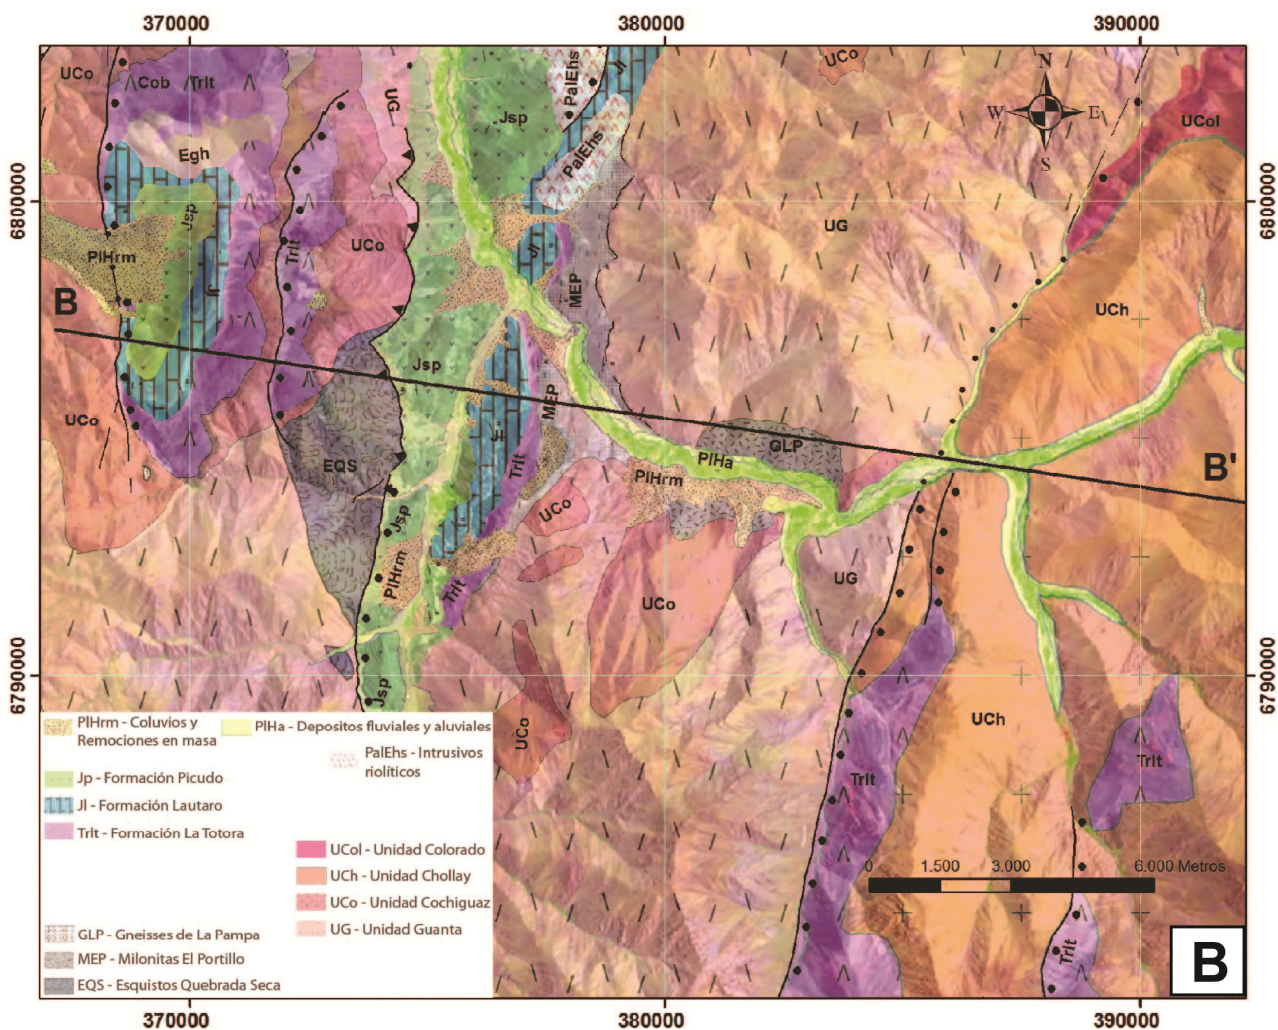 370000 380000 390000
UCo
Cob Trlt
UG
Jsp
PalEhs
Jl
UCo
N
W E
S
UCol
Egh
PalEhs
6800000
6800000
Jsp
Trlt
UCo
UG
PlHrm
Jl
Jl
MEP
UCh
B
Jsp
MEP
UCo
Jl
GLP
B'
EQS
Trlt
PlHa
PlHrm
UCo
Jsp
PlHrm
Trlt
UCo
UG
6790000
6790000
Jsp
UCo
UCh
Trlt
Trlt
Trlt
0 1.500 3.000 6.000 Metros
PlHrm - Coluvios y
Remociones en masa
PlHa - Depositos fluviales y aluviales
PalEhs - Intrusivos
riolíticos
Jp - Formación Picudo
Jl - Formación Lautaro
Trlt - Formación La Totora
UCol - Unidad Colorado
UCh - Unidad Chollay
UCo - Unidad Cochiguaz
UG - Unidad Guanta
GLP - Gneisses de La Pampa
MEP - Milonitas El Portillo
EQS - Esquistos Quebrada Seca
B
370000 380000 390000